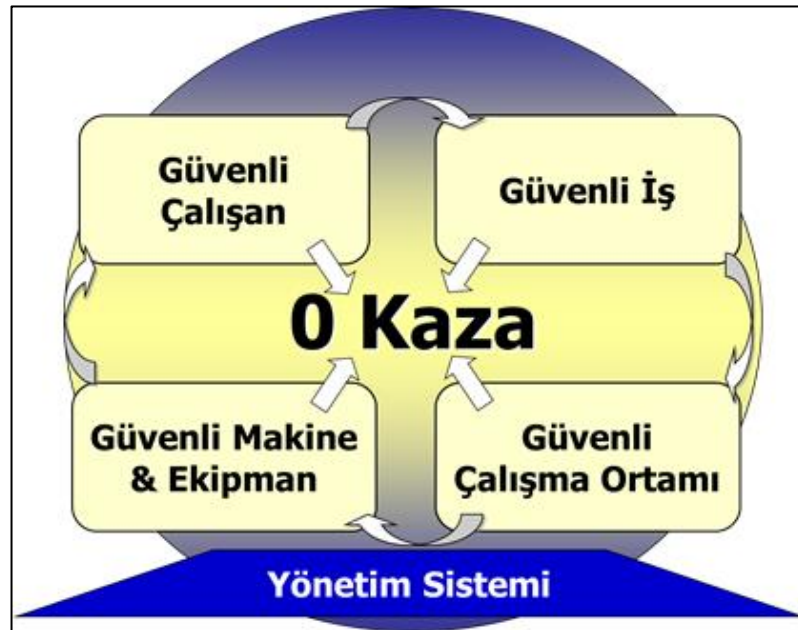 Güvenli
Çalışan
Güvenli İş
0 Kaza
Güvenli Makine
& Ekipman
Güvenli
Çalışma Ortamı
Yönetim Sistemi